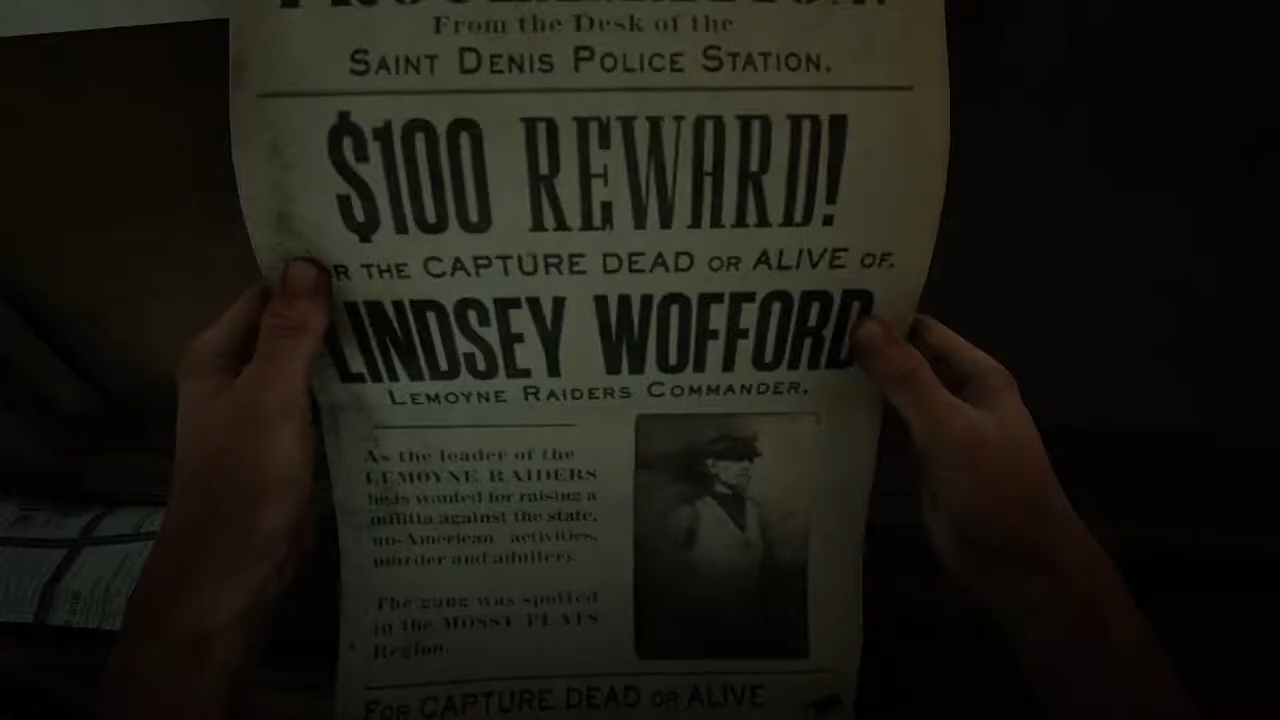 From the Desk of the
SAINT DENIS POLICE STATION.
$100 REWARD!
THE CAPTURE DEAD OR ALIVE OF.
LINDSEY WOFFORD
LEMOYNE RAIDERS COMMANDER.
As the leader of the
LEMOYNE RAIDERS
he is wanted for raising a
militia against the state,
un-American activities,
murder and adultery.
The gang was spotted
in the MOSSY FLATS
Region.
FOR CAPTURE DEAD OR ALIVE